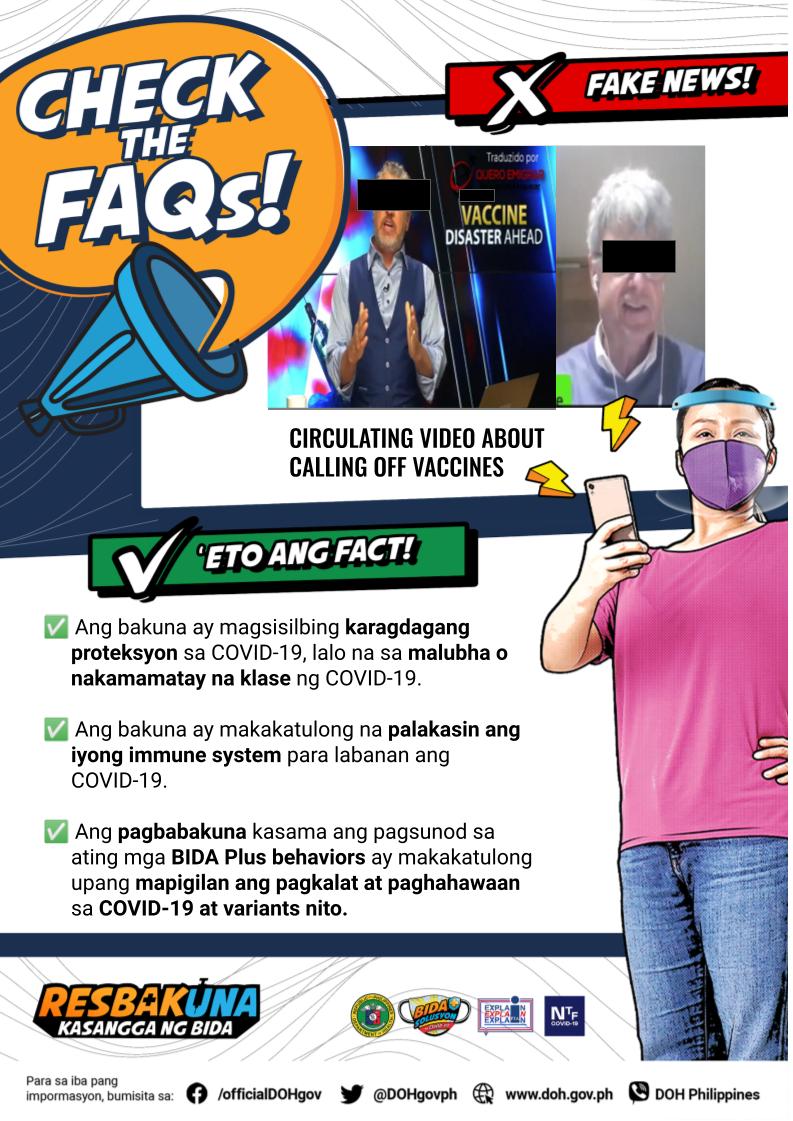 CHECK
THE
FAQs!
FAKE NEWS!
Traduzido por
QUERO EMIGRAR
VACCINE
DISASTER AHEAD
e
CIRCULATING VIDEO ABOUT
CALLING OFF VACCINES
'ETO ANG FACT!
Ang bakuna ay magsisilbing karagdagang
proteksyon sa COVID-19, lalo na sa malubha o
nakamamatay na klase ng COVID-19.
Ang bakuna ay makakatulong na palakasin ang
iyong immune system para labanan ang
COVID-19.
Ang pagbabakuna kasama ang pagsunod sa
ating mga BIDA Plus behaviors ay makakatulong
upang mapigilan ang pagkalat at paghahawaan
sa COVID-19 at variants nito.
RESBAKUNA
KASANGGA NG BIDA
BIDA
SOLUSYON
EXPLAIN
EXPLAIN
EXPLAIN
NTF
COVID-19
Para sa iba pang
impormasyon, bumisita sa:
/officialDOHgov
@DOHgovph
www.doh.gov.ph
DOH Philippines